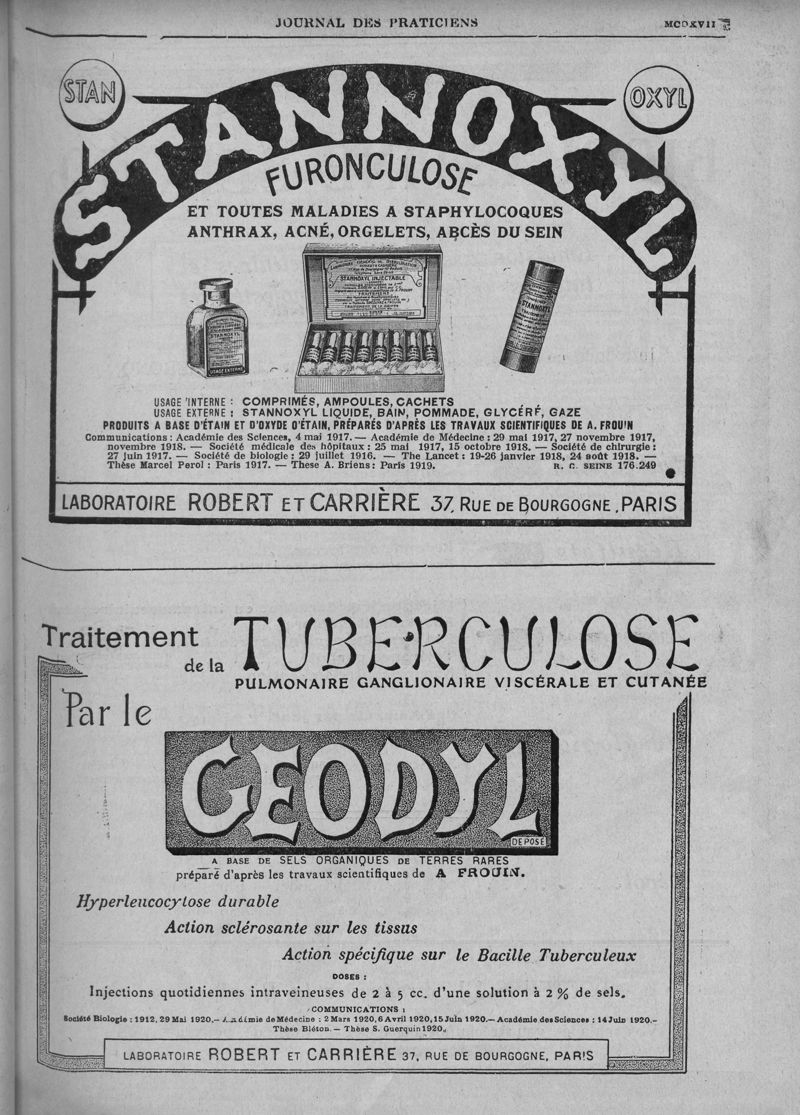 JOURNAL DES PRATICIENS
STAN
OXYL
STANNOXYL
FURONCULOSE
ET TOUTES MALADIES A STAPHYLOCOQUES
ANTHRAX, ACNÉ, ORGELETS, ABCÈS DU SEIN
STANNOXYL INJECTABLE
TRAITEMENT
STANNOXYL
STANNOXYL
USAGE EXTERNE
USAGE INTERNE : COMPRIMÉS, AMPOULES, CACHETS
USAGE EXTERNE : STANNOXYL LIQUIDE, BAIN, POMMADE, GLYCÉRÉ, GAZE
PRODUITS A BASE D'ÉTAIN ET D'OXYDE D'ÉTAIN, PRÉPARÉS D'APRÈS LES TRAVAUX SCIENTIFIQUES DE A. FROUIN
Communications : Académie des Sciences, 4 mai 1917. — Académie de Médecine : 29 mai 1917, 27 novembre 1917,
novembre 1918. — Société médicale des hôpitaux : 25 mai 1917, 15 octobre 1918. — Société de chirurgie :
27 juin 1917. — Société de biologie : 29 juillet 1916. — The Lancet : 19-26 janvier 1918, 24 août 1918. —
Thèse Marcel Perol : Paris 1917. — These A. Briens : Paris 1919. R. C. SEINE 176.249
LABORATOIRE ROBERT ET CARRIÈRE 37, RUE DE BOURGOGNE, PARIS
Traitement
de la TUBERCULOSE
PULMONAIRE GANGLIONAIRE VISCÉRALE ET CUTANÉE
Par le
GEODYL
DEPOSÉ
A BASE DE SELS ORGANIQUES DE TERRES RARES
préparé d'après les travaux scientifiques de A FROUIN.
Hyperleucocytose durable
Action sclérosante sur les tissus
Action spécifique sur le Bacille Tuberculeux
DOSES :
Injections quotidiennes intraveineuses de 2 à 5 cc. d'une solution à 2 % de sels.
COMMUNICATIONS :
Société Biologie : 1912, 29 Mai 1920.— Académie de Médecine : 2 Mars 1920, 6 Avril 1920, 15 Juin 1920.— Académie des Sciences : 14 Juin 1920.—
Thèse Bléton. — Thèse S. Guerquin 1920.
LABORATOIRE ROBERT ET CARRIÈRE 37, RUE DE BOURGOGNE, PARIS